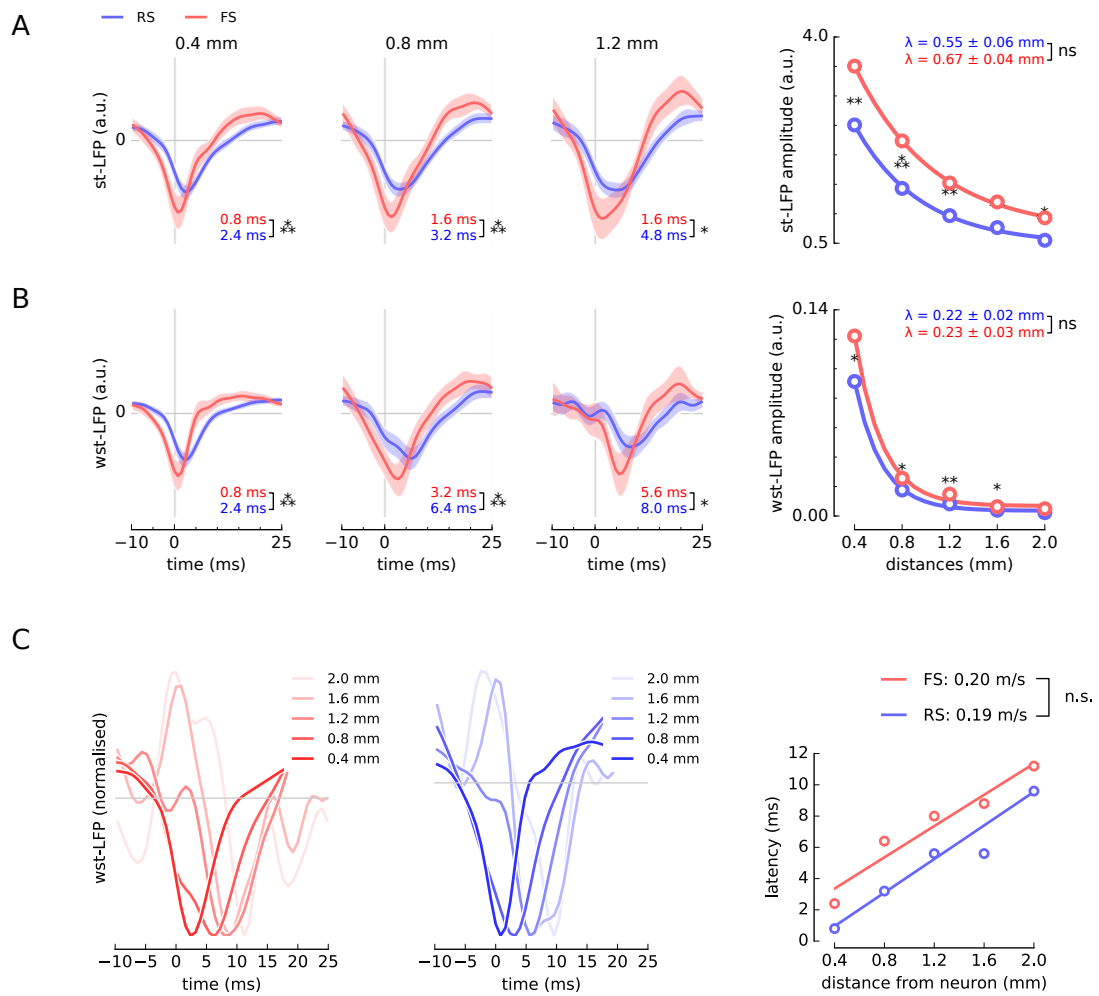 A
RS FS
0.4 mm 0.8 mm 1.2 mm
st-LFP (a.u.)
0
0.8 ms
2.4 ms
⁂
1.6 ms
3.2 ms
⁂
1.6 ms
4.8 ms
*
st-LFP amplitude (a.u.)
4.0
0.5
λ = 0.55 ± 0.06 mm
λ = 0.67 ± 0.04 mm
ns
**
⁂
**
*
B
wst-LFP (a.u.)
0
0.8 ms
2.4 ms
⁂
3.2 ms
6.4 ms
⁂
5.6 ms
8.0 ms
*
−10 0 25
time (ms)
−10 0 25
time (ms)
−10 0 25
time (ms)
wst-LFP amplitude (a.u.)
0.14
0.00
λ = 0.22 ± 0.02 mm
λ = 0.23 ± 0.03 mm
ns
*
*
**
*
0.4 0.8 1.2 1.6 2.0
distances (mm)
C
wst-LFP (normalised)
2.0 mm
1.6 mm
1.2 mm
0.8 mm
0.4 mm
−10 −5 0 5 10 15 20 25
time (ms)
2.0 mm
1.6 mm
1.2 mm
0.8 mm
0.4 mm
−10 −5 0 5 10 15 20 25
time (ms)
FS: 0.20 m/s
RS: 0.19 m/s
n.s.
latency (ms)
12
10
8
6
4
2
0
0.4 0.8 1.2 1.6 2.0
distance from neuron (mm)